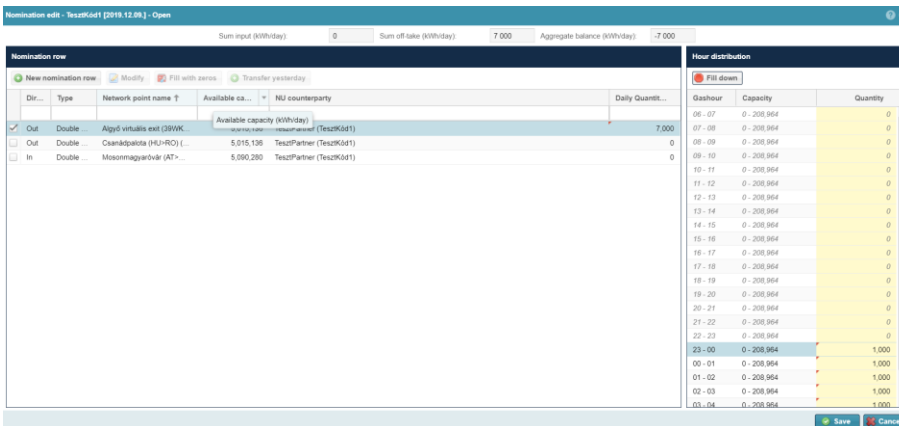 Nomination edit - TesztKód1 [2019.12.09.] - Open
Sum input (kWh/day): 0 Sum off-take (kWh/day) 7 000 Aggregate balance (kWh/day): -7 000
Nomination row
New nomination row Modify Fill with zeros Transfer yesterday
Dir... Type Network point name ↑ Available ca... NU counterparty Daily Quantit...
Available capacity (kWh/day)
Out Double ... Algyő virtuális exit (39WK... TesztPartner (TesztKód1) 7,000
Out Double ... Csanádpalota (HU>RO) (... 5,015,136 TesztPartner (TesztKód1) 0
In Double ... Mosonmagyaróvár (AT>... 5,090,280 TesztPartner (TesztKód1) 0
Hour distribution
Fill down
Gashour Capacity Quantity
06 - 07 0 - 208,964 0
07 - 08 0 - 208,964 0
08 - 09 0 - 208,964 0
09 - 10 0 - 208,964 0
10 - 11 0 - 208,964 0
11 - 12 0 - 208,964 0
12 - 13 0 - 208,964 0
13 - 14 0 - 208,964 0
14 - 15 0 - 208,964 0
15 - 16 0 - 208,964 0
16 - 17 0 - 208,964 0
17 - 18 0 - 208,964 0
18 - 19 0 - 208,964 0
19 - 20 0 - 208,964 0
20 - 21 0 - 208,964 0
21 - 22 0 - 208,964 0
22 - 23 0 - 208,964 0
23 - 00 0 - 208,964 1,000
00 - 01 0 - 208,964 1,000
01 - 02 0 - 208,964 1,000
02 - 03 0 - 208,964 1,000
03 - 04 0 - 208,964 1,000
Save Cance